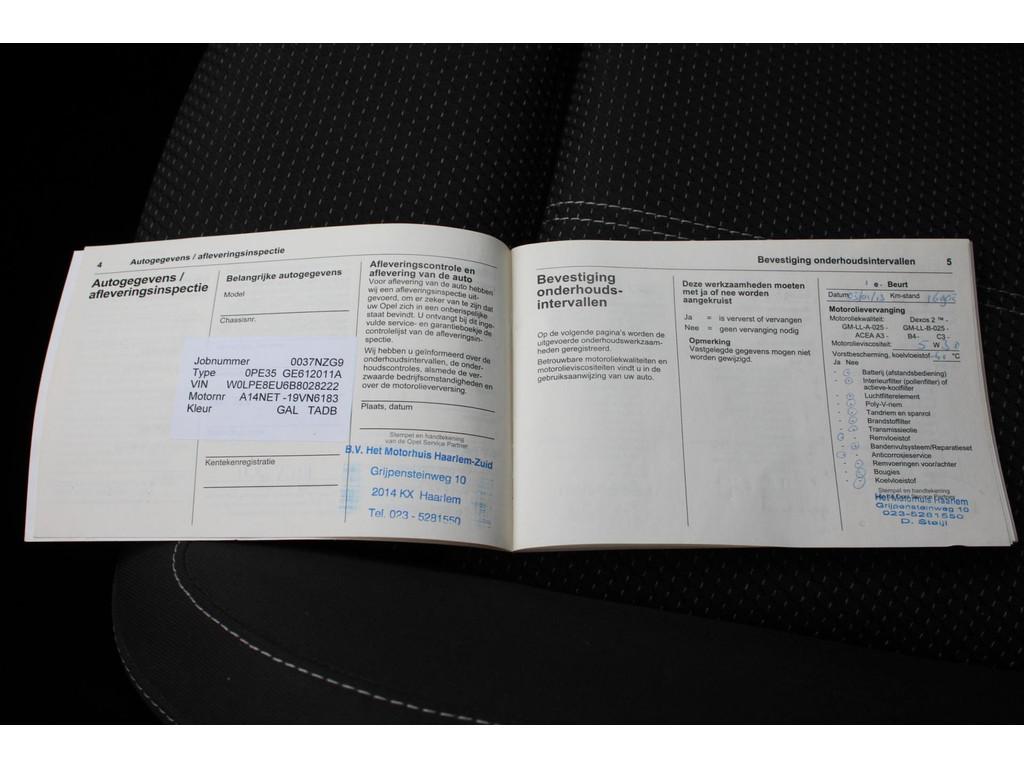 4 Autogegevens / afleveringsinspectie
Autogegevens /
afleveringsinspectie
Belangrijke autogegevens
Model
Chassisnr.
Jobnummer 0037NZG9
Type 0PE35 GE612011A
VIN W0LPE8EU6B8028222
Motornr A14NET -19VN6183
Kleur GAL TADB
Kentekenregistratie
Afleveringscontrole en
aflevering van de auto
Voor aflevering van de auto hebben
wij een afleveringsinspectie uit-
gevoerd, om er zeker van te zijn dat
uw Opel zich in een onberispelijke
staat bevindt. U ontvangt bij dit inge-
vulde service- en garantieboekje de
controlelijst van de afleveringsin-
spectie.
Wij hebben u geïnformeerd over de
onderhoudsintervallen, de onder-
houdscontroles, alsmede de ver-
zwaarde bedrijfsomstandigheden en
over de motorolieverversing.
Plaats, datum
Stempel en handtekening
van de Opel Service Partner
B.V. Het Motorhuis Haarlem-Zuid
Grijpensteinweg 10
2014 KX Haarlem
Tel. 023 - 5281550
Bevestiging onderhoudsintervallen 5
Bevestiging
onderhouds-
intervallen
Op de volgende pagina's worden de
uitgevoerde onderhoudswerkzaam-
heden geregistreerd.
Betrouwbare motoroliekwaliteiten en
motorolieviscositeiten vindt u in de
gebruiksaanwijzing van uw auto.
Deze werkzaamheden moeten
met ja of nee worden
aangekruist
Ja = is ververst of vervangen
Nee = geen vervanging nodig
Opmerking
Vastgelegde gegevens mogen niet
worden gewijzigd.
1 e - Beurt
Datum Km-stand
Motorolievervanging
Motoroliekwaliteit: Dexos 2 ™ -
GM-LL-A-025 - GM-LL-B-025 -
ACEA A3 - B4- C3 -
Motorolieviscositeit: 5 W 30
Vorstbescherming, koelvloeistof °C
Ja Nee
- - Batterij (afstandsbediening)
- - Interieurfilter (pollenfilter) of
actieve-koolfilter
- - Luchtfilterelement
- - Poly-V-riem
- - Tandriem en spanrol
- - Brandstoffilter
- - Transmissieolie
- - Remvloeistof
- - Bandenvulsysteem/Reparatieset
- - Anticorrosieservice
- - Remvoeringen voor/achter
- - Bougies
- - Koelvloeistof
Stempel en handtekening
Het Motorhuis Haarlem
Grijpensteinweg 10
023-5281550
D. Steijl